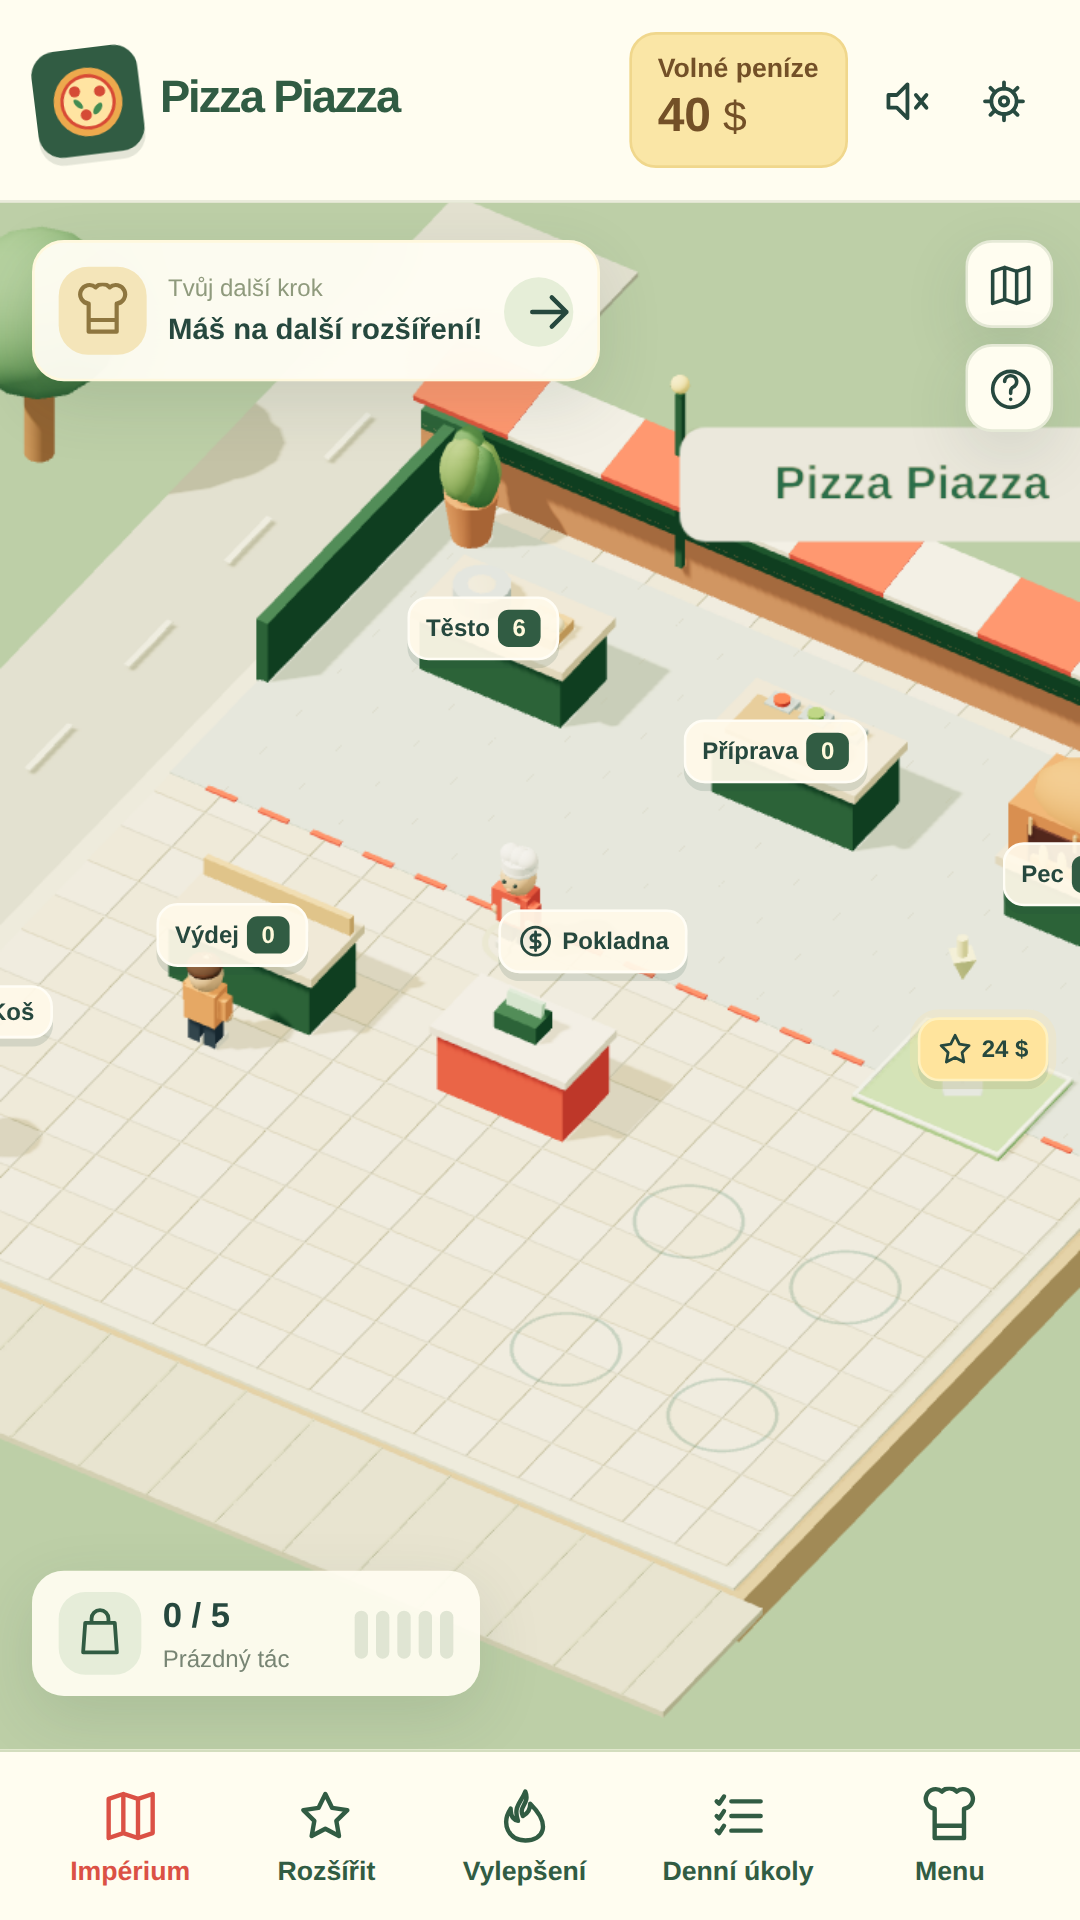 Pizza Piazza
Volné peníze
40 $
Tvůj další krok
Máš na další rozšíření!
Pizza Piazza
Těsto 6
Příprava 0
Pec
Výdej 0
Pokladna
Koš
24 $
0 / 5
Prázdný tác
Impérium
Rozšířit
Vylepšení
Denní úkoly
Menu